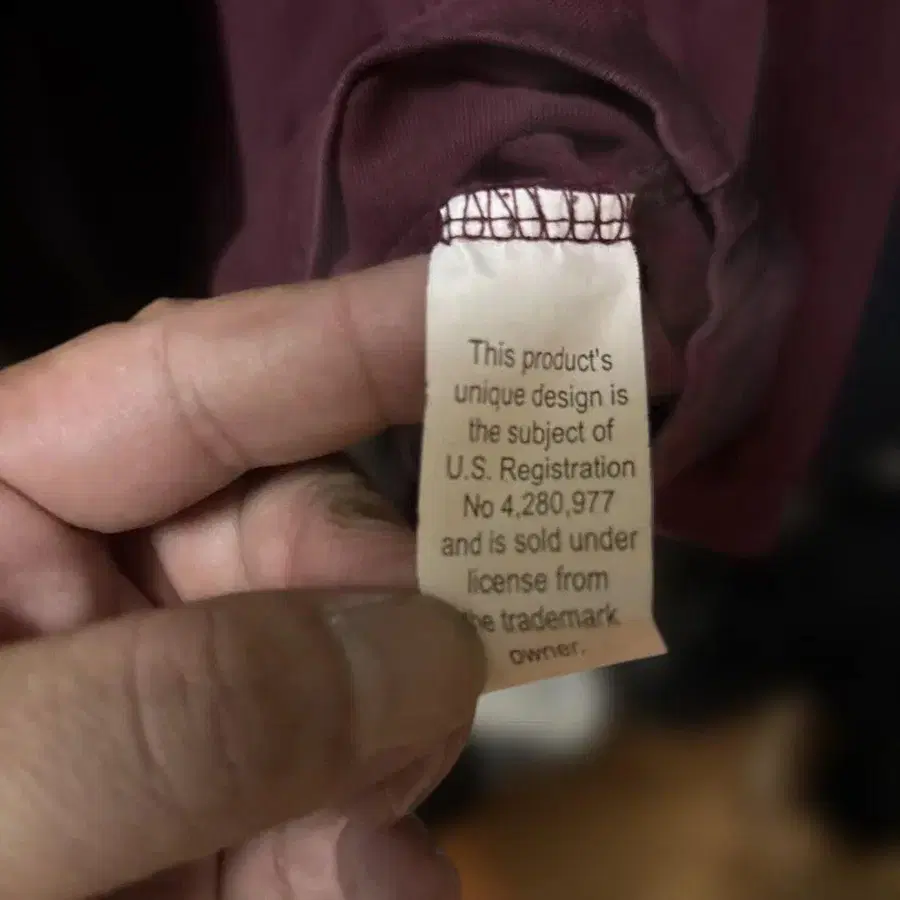 This product's
unique design is
the subject of
U.S. Registration
No 4,280,977
and is sold under
license from
the trademark
owner.